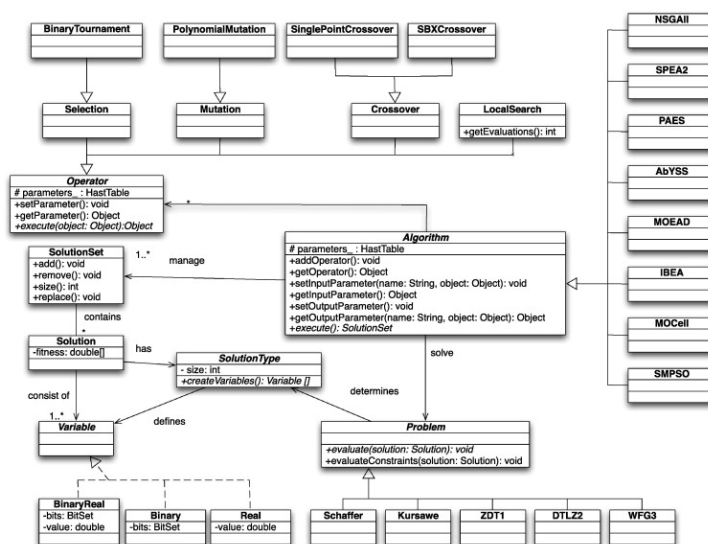 BinaryTournament
PolynomialMutation
SinglePointCrossover
SBXCrossover
NSGAII
SPEA2
PAES
AbYSS
MOEAD
IBEA
MOCell
SMPSO
Selection
Mutation
Crossover
LocalSearch
+getEvaluations(): int
Operator
# parameters_ : HastTable
+setParameter(): void
+getParameter(): Object
+execute(object: Object):Object
*
Algorithm
# parameters_ : HastTable
+addOperator(): void
+getOperator(): Object
+setInputParameter(name: String, object: Object): void
+getInputParameter(): Object
+setOutputParameter(): void
+getOutputParameter(name: String, object: Object): Object
+execute(): SolutionSet
SolutionSet
+add(): void
+remove(): void
+size(): int
+replace(): void
1..*
manage
contains
*
Solution
-fitness: double[]
has
SolutionType
- size: int
+createVariables(): Variable []
solve
determines
consist of
1..*
defines
Variable
Problem
+evaluate(solution: Solution): void
+evaluateConstraints(solution: Solution): void
BinaryReal
-bits: BitSet
-value: double
Binary
-bits: BitSet
Real
-value: double
Schaffer
Kursawe
ZDT1
DTLZ2
WFG3